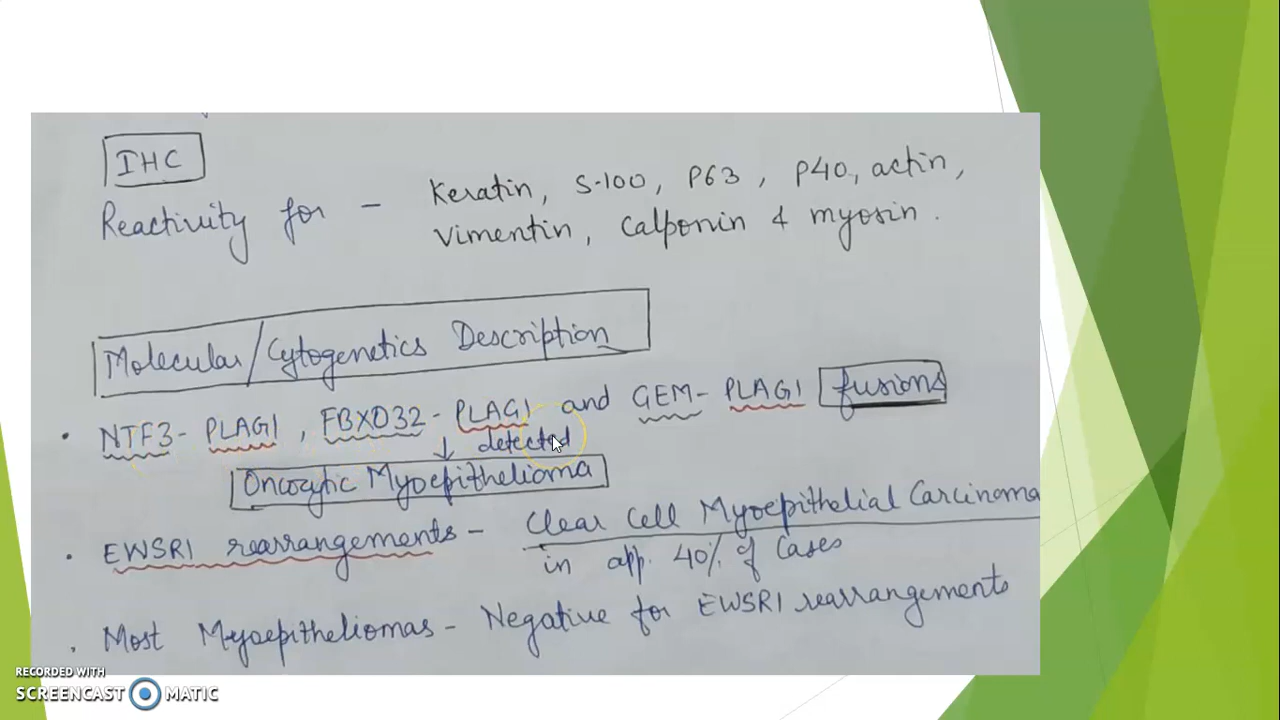 IHC
Reactivity for - Keratin, S-100, P63, P40, actin,
Vimentin, Calponin & myosin.
Molecular/Cytogenetics Description
• NTF3-PLAG1, FBXO32-PLAG1 and GEM-PLAG1 fusions
↓ detected
Oncocytic Myoepithelioma
• EWSR1 rearrangements - Clear Cell Myoepithelial Carcinoma
in app. 40% of Cases
• Most Myoepitheliomas - Negative for EWSR1 rearrangements
RECORDED WITH
SCREENCAST MATIC